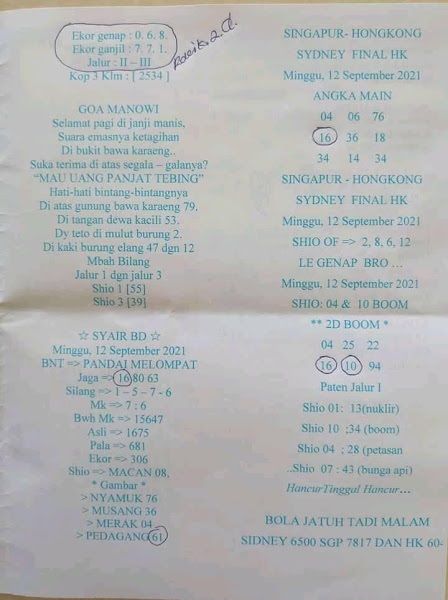 Ekor genap : 0. 6. 8.
Ekor ganjil : 7. 7. 1.
Jalur : II – III
Kop 3 Klm : [ 2534 ]
GOA MANOWI
Selamat pagi di janji manis,
Suara emasnya ketagihan
Di bukit bawa karaeng..
Suka terima di atas segala – galanya?
“MAU UANG PANJAT TEBING”
Hati-hati bintang-bintangnya
Di atas gunung bawa karaeng 79.
Di tangan dewa kacili 53.
Dy teto di mulut burung 2.
Di kaki burung elang 47 dgn 12
Mbah Bilang
Jalur 1 dgn jalur 3
Shio 1 [55]
Shio 3 [39]
☆ SYAIR BD ☆
Minggu, 12 September 2021
BNT => PANDAI MELOMPAT
Jaga => 16 80 63
Silang => 1 – 5 – 7 - 6
Mk => 7 : 6
Bwh Mk => 15647
Asli => 1675
Pala => 681
Ekor => 306
Shio => MACAN 08,
* Gambar *
> NYAMUK 76
> MUSANG 36
> MERAK 04
> PEDAGANG 61
SINGAPUR- HONGKONG
SYDNEY FINAL HK
Minggu, 12 September 2021
ANGKA MAIN
04 06 76
16 36 18
34 14 34
SINGAPUR - HONGKONG
SYDNEY FINAL HK
Minggu, 12 September 2021
SHIO OF => 2, 8, 6, 12
LE GENAP BRO ...
Minggu, 12 September 2021
SHIO: 04 & 10 BOOM
** 2D BOOM *
04 25 22
16 10 94
Paten Jalur I
Shio 01: 13(nuklir)
Shio 10 ;34 (boom)
Shio 04 ; 28 (petasan
..Shio 07 : 43 (bunga api)
HancurTinggal Hancur…
BOLA JATUH TADI MALAM
SIDNEY 6500 SGP 7817 DAN HK 60-